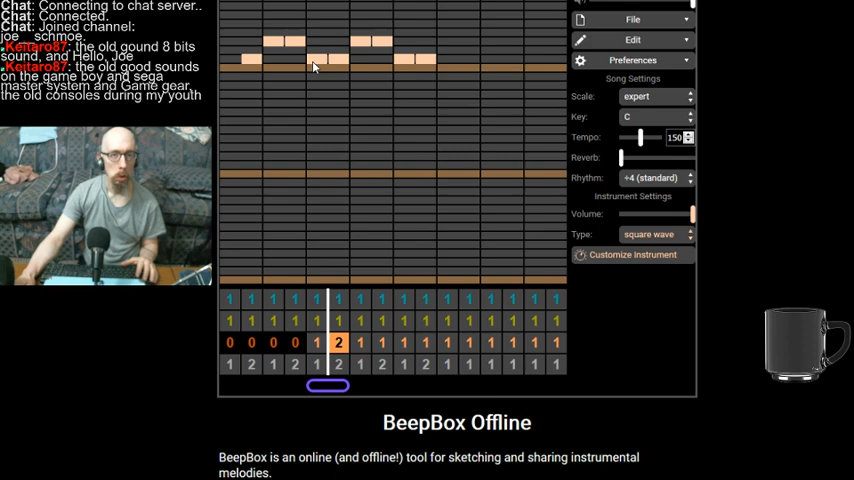 Chat: Connecting to chat server..
Chat: Connected.
Chat: Joined channel:
joe__schmoe.
Keitaro87: the old gound 8 bits
sound, and Hello, Joe
Keitaro87: the old good sounds
on the game boy and sega
master system and Game gear,
the old consoles during my youth
File
Edit
Preferences
Song Settings
Scale: expert
Key: C
Tempo: 150
Reverb:
Rhythm: ÷4 (standard)
Instrument Settings
Volume:
Type: square wave
Customize Instrument
1 1 1 1 1 1 1 1 1 1 1 1 1 1 1 1
1 1 1 1 1 1 1 1 1 1 1 1 1 1 1 1
0 0 0 0 1 2 1 1 1 1 1 1 1 1 1 1
1 2 1 2 1 2 1 2 1 2 1 1 1 1 1 1
BeepBox Offline
BeepBox is an online (and offline!) tool for sketching and sharing instrumental
melodies.